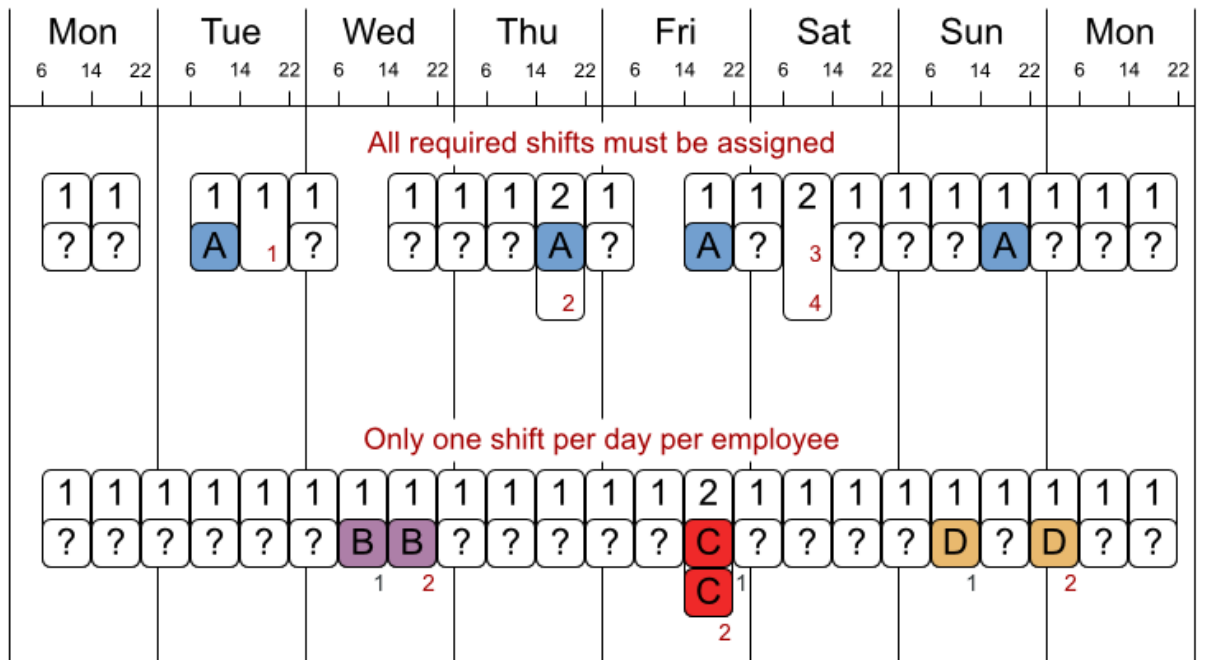 Mon Tue Wed Thu Fri Sat Sun Mon
6 14 22 6 14 22 6 14 22 6 14 22 6 14 22 6 14 22 6 14 22 6 14 22
All required shifts must be assigned
1 1 1 1 1 1 1 1 2 1 1 1 2 1 1 1 1 1 1 1
? ? A 1 ? ? ? ? A ? A ? 3 ? ? ? A ? ? ?
2 4
Only one shift per day per employee
1 1 1 1 1 1 1 1 1 1 1 1 1 2 1 1 1 1 1 1 1 1 1
? ? ? ? ? ? B B ? ? ? ? ? C ? ? ? ? D ? D ? ?
1 2 C 1 1 2
2